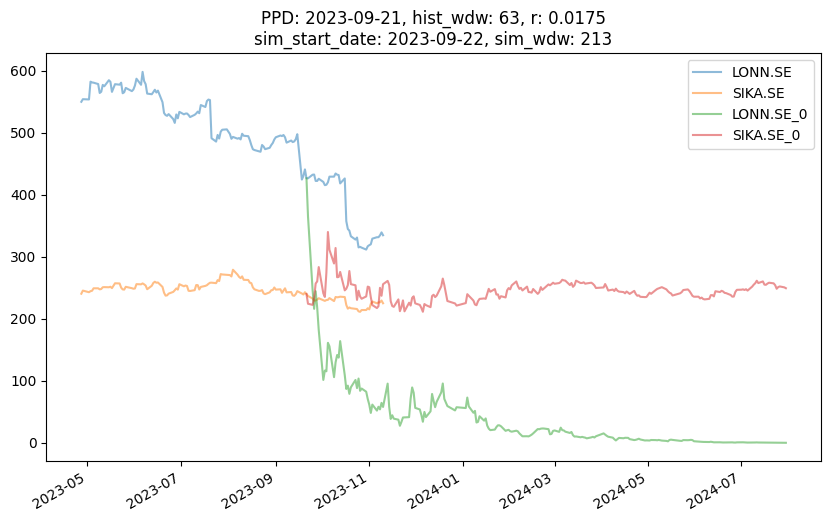 PPD: 2023-09-21, hist_wdw: 63, r: 0.0175
sim_start_date: 2023-09-22, sim_wdw: 213
LONN.SE
SIKA.SE
LONN.SE_0
SIKA.SE_0
600
500
400
300
200
100
0
2023-05
2023-07
2023-09
2023-11
2024-01
2024-03
2024-05
2024-07